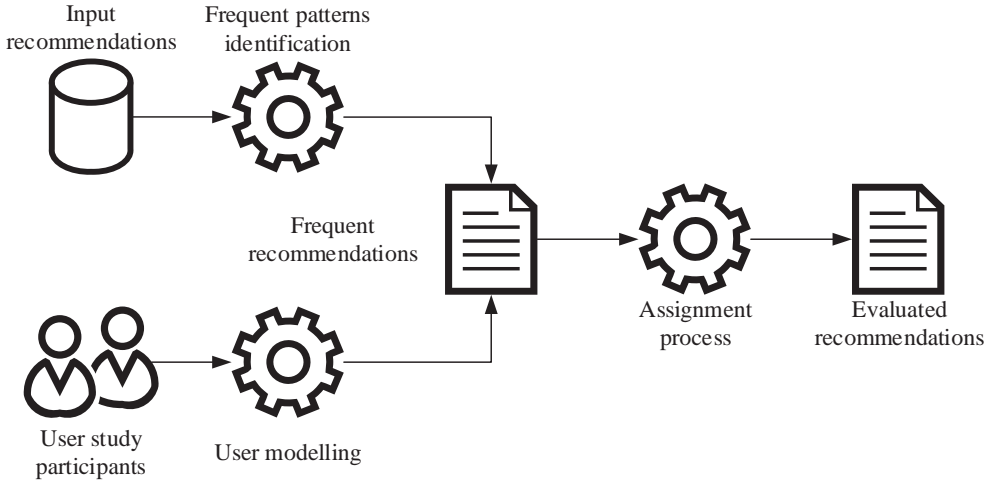 Input
recommendations
Frequent patterns
identification
Frequent
recommendations
Assignment
process
Evaluated
recommendations
User study
participants
User modelling